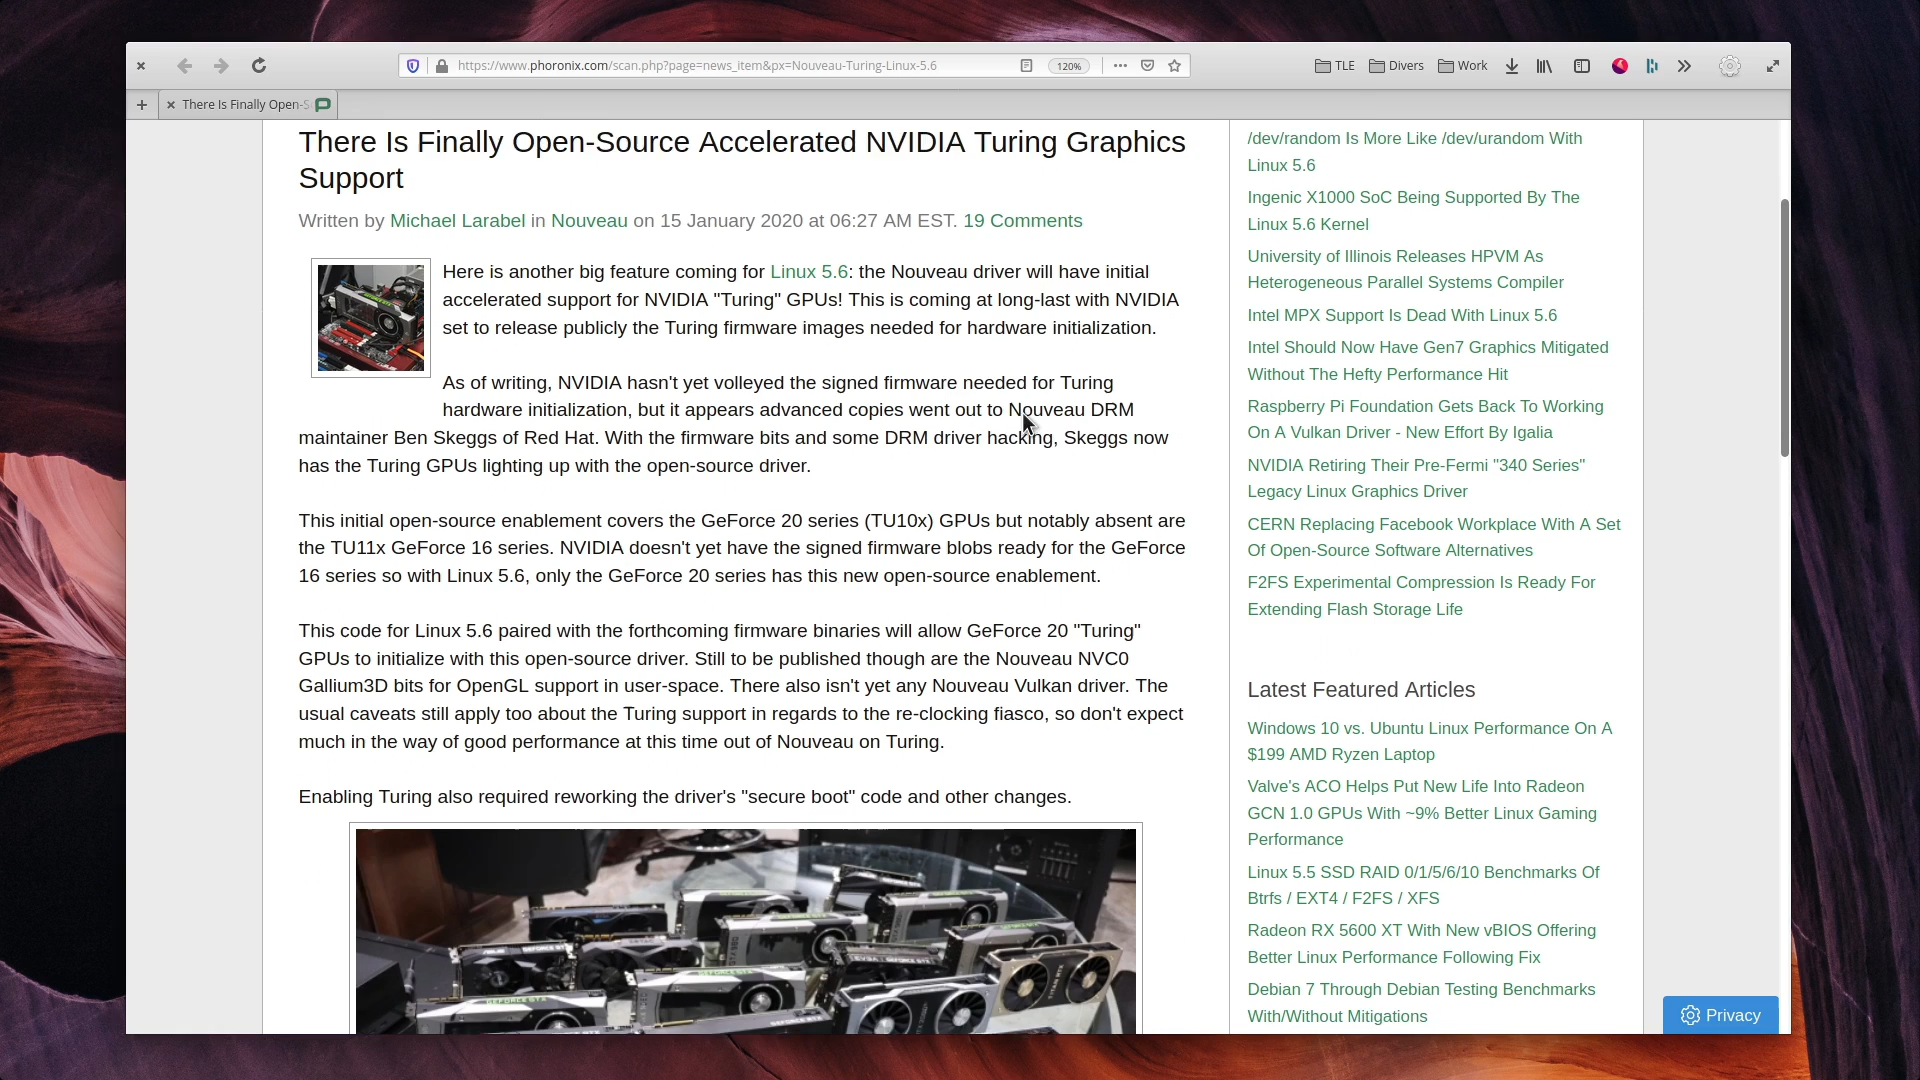 https://www.phoronix.com/scan.php?page=news_item&px=Nouveau-Turing-Linux-5.6
120%
TLE
Divers
Work
There Is Finally Open-S
There Is Finally Open-Source Accelerated NVIDIA Turing Graphics
Support
Written by Michael Larabel in Nouveau on 15 January 2020 at 06:27 AM EST. 19 Comments
Here is another big feature coming for Linux 5.6: the Nouveau driver will have initial
accelerated support for NVIDIA "Turing" GPUs! This is coming at long-last with NVIDIA
set to release publicly the Turing firmware images needed for hardware initialization.
As of writing, NVIDIA hasn't yet volleyed the signed firmware needed for Turing
hardware initialization, but it appears advanced copies went out to Nouveau DRM
maintainer Ben Skeggs of Red Hat. With the firmware bits and some DRM driver hacking, Skeggs now
has the Turing GPUs lighting up with the open-source driver.
This initial open-source enablement covers the GeForce 20 series (TU10x) GPUs but notably absent are
the TU11x GeForce 16 series. NVIDIA doesn't yet have the signed firmware blobs ready for the GeForce
16 series so with Linux 5.6, only the GeForce 20 series has this new open-source enablement.
This code for Linux 5.6 paired with the forthcoming firmware binaries will allow GeForce 20 "Turing"
GPUs to initialize with this open-source driver. Still to be published though are the Nouveau NVC0
Gallium3D bits for OpenGL support in user-space. There also isn't yet any Nouveau Vulkan driver. The
usual caveats still apply too about the Turing support in regards to the re-clocking fiasco, so don't expect
much in the way of good performance at this time out of Nouveau on Turing.
Enabling Turing also required reworking the driver's "secure boot" code and other changes.
/dev/random Is More Like /dev/urandom With
Linux 5.6
Ingenic X1000 SoC Being Supported By The
Linux 5.6 Kernel
University of Illinois Releases HPVM As
Heterogeneous Parallel Systems Compiler
Intel MPX Support Is Dead With Linux 5.6
Intel Should Now Have Gen7 Graphics Mitigated
Without The Hefty Performance Hit
Raspberry Pi Foundation Gets Back To Working
On A Vulkan Driver - New Effort By Igalia
NVIDIA Retiring Their Pre-Fermi "340 Series"
Legacy Linux Graphics Driver
CERN Replacing Facebook Workplace With A Set
Of Open-Source Software Alternatives
F2FS Experimental Compression Is Ready For
Extending Flash Storage Life
Latest Featured Articles
Windows 10 vs. Ubuntu Linux Performance On A
$199 AMD Ryzen Laptop
Valve's ACO Helps Put New Life Into Radeon
GCN 1.0 GPUs With ~9% Better Linux Gaming
Performance
Linux 5.5 SSD RAID 0/1/5/6/10 Benchmarks Of
Btrfs / EXT4 / F2FS / XFS
Radeon RX 5600 XT With New vBIOS Offering
Better Linux Performance Following Fix
Debian 7 Through Debian Testing Benchmarks
With/Without Mitigations
Privacy